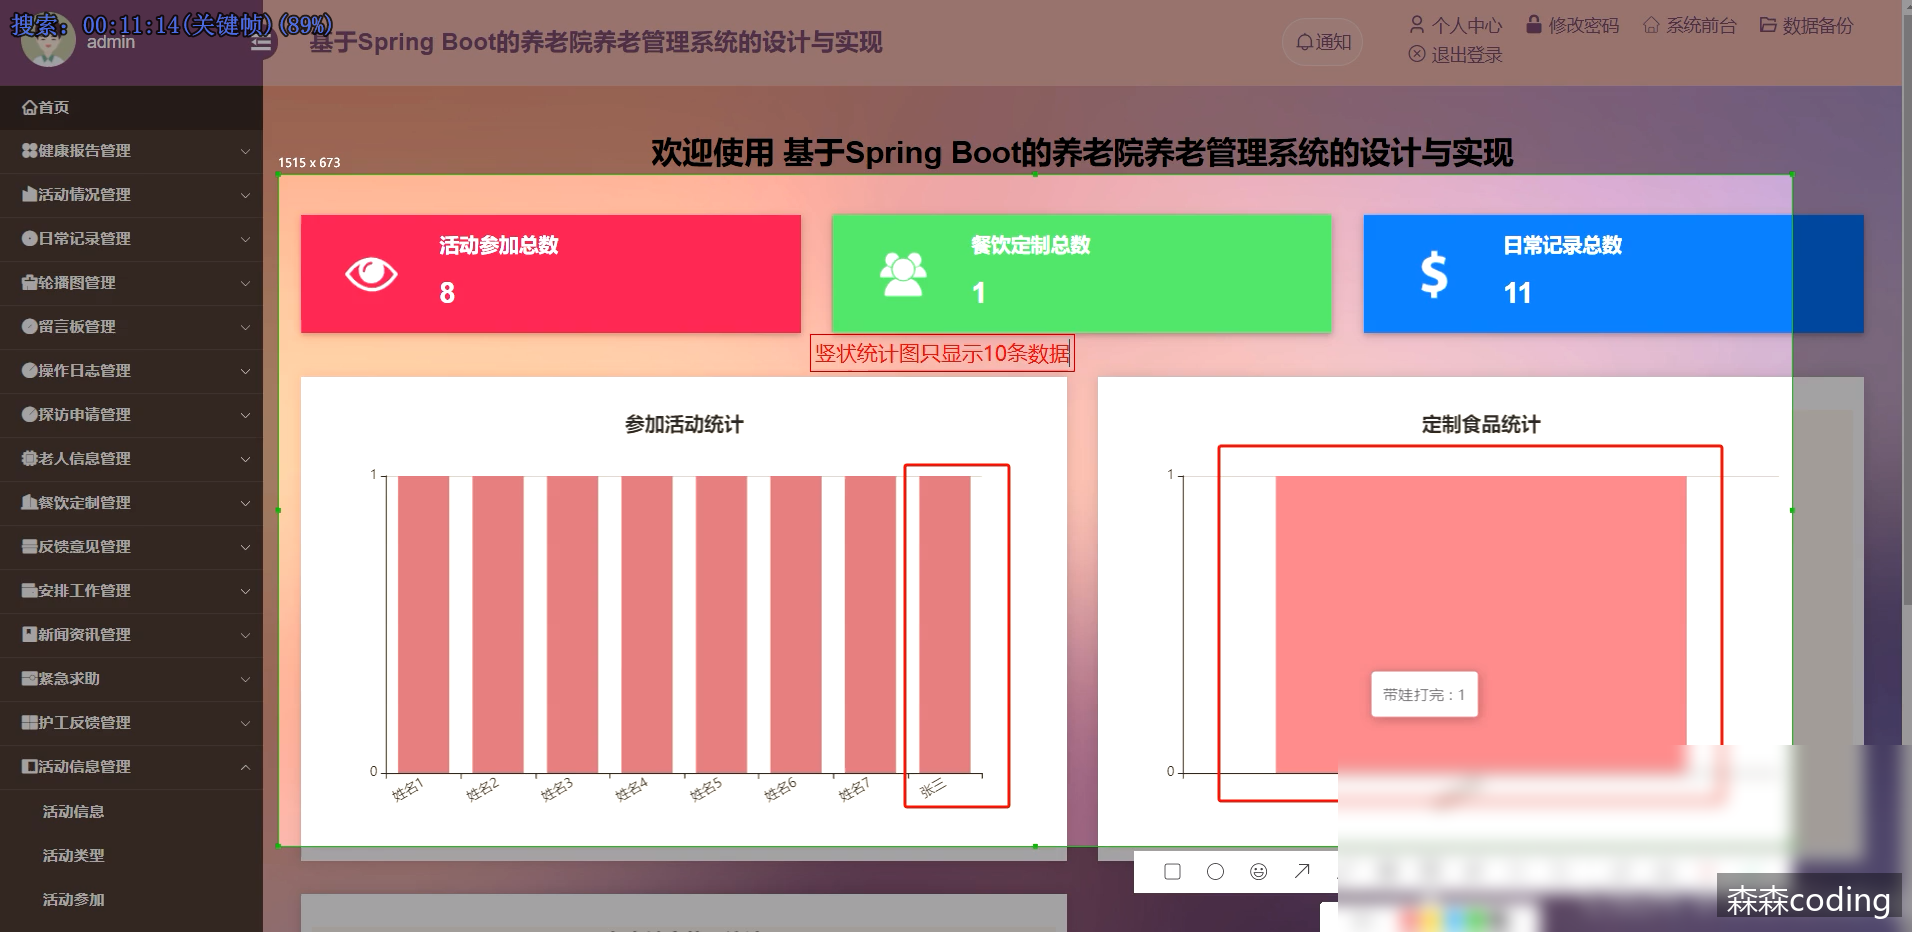 搜索: 00:11:14(关键帧)(89%)
admin
基于Spring Boot的养老院养老管理系统的设计与实现
通知
个人中心
修改密码
系统前台
数据备份
退出登录
首页
健康报告管理
活动情况管理
日常记录管理
轮播图管理
留言板管理
操作日志管理
探访申请管理
老人信息管理
餐饮定制管理
反馈意见管理
安排工作管理
新闻资讯管理
紧急求助
护工反馈管理
活动信息管理
活动信息
活动类型
活动参加
欢迎使用 基于Spring Boot的养老院养老管理系统的设计与实现
1515 x 673
活动参加总数
8
餐饮定制总数
1
日常记录总数
11
竖状统计图只显示10条数据
参加活动统计
1
0
姓名1
姓名2
姓名3
姓名4
姓名5
姓名6
姓名7
张三
定制食品统计
1
0
带娃打完 : 1
森森coding